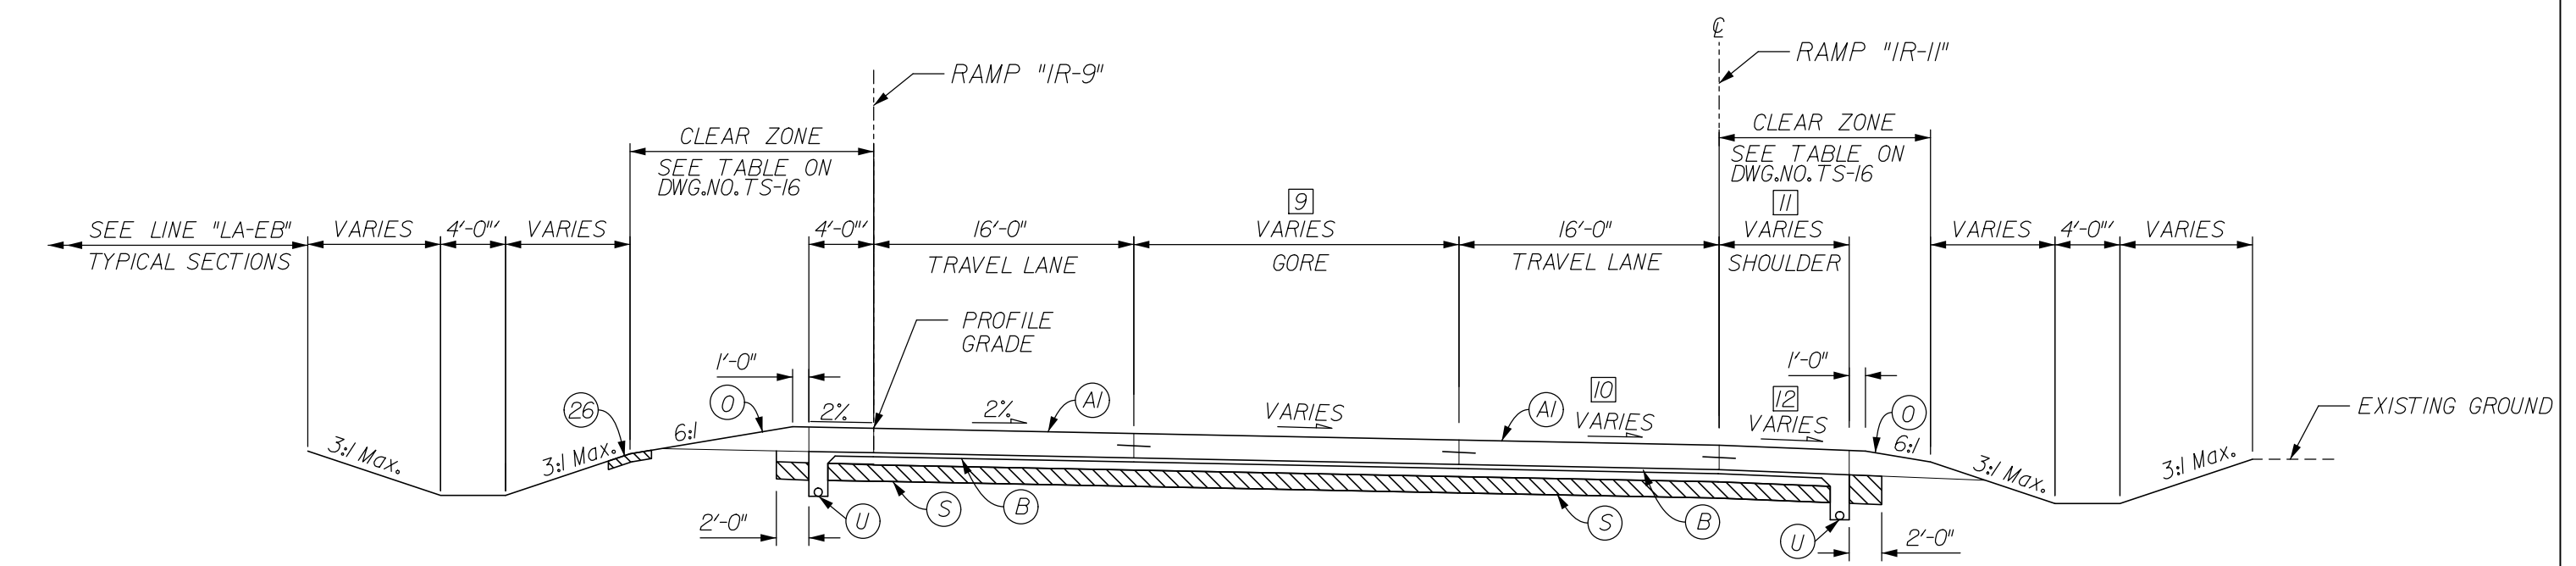 ℄
RAMP "IR-9"
RAMP "IR-11"
CLEAR ZONE
SEE TABLE ON
DWG.NO.TS-16
CLEAR ZONE
SEE TABLE ON
DWG.NO.TS-16
9
11
SEE LINE "LA-EB"
TYPICAL SECTIONS
VARIES
4'-0"'
VARIES
4'-0"'
16'-0"
TRAVEL LANE
VARIES
GORE
16'-0"
TRAVEL LANE
VARIES
SHOULDER
VARIES
4'-0"'
VARIES
PROFILE
GRADE
1'-0"
1'-0"
26
O
2%
2%
A1
VARIES
A1
10
VARIES
12
VARIES
O
EXISTING GROUND
3:1 Max.
3:1 Max.
6:1
6:1
3:1 Max.
3:1 Max.
2'-0"
U
S
B
S
B
U
2'-0"